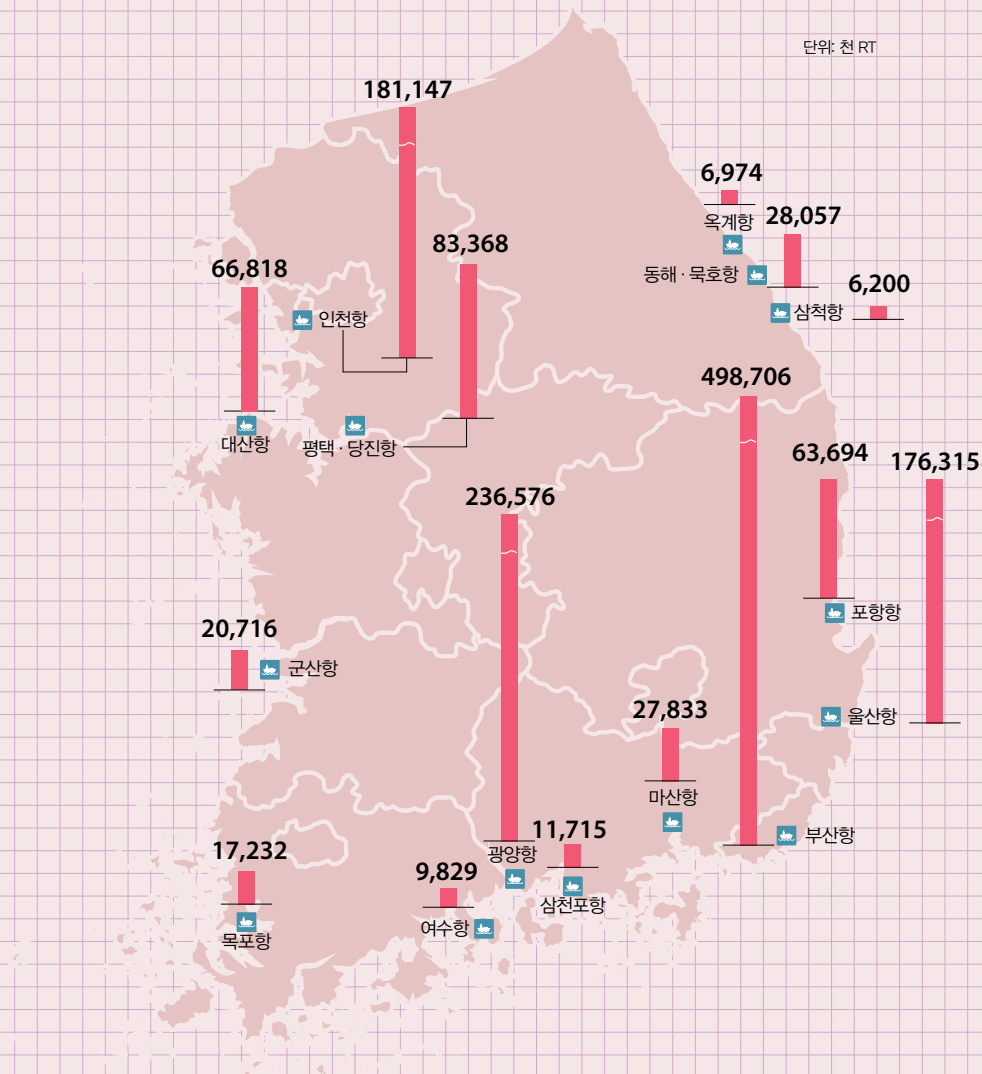 단위: 천 RT
181,147
6,974
옥계항
28,057
83,368
66,818
동해 · 묵호항
6,200
삼척항
인천항
498,706
대산항
평택 · 당진항
63,694
176,315
236,576
포항항
20,716
군산항
27,833
울산항
마산항
11,715
부산항
17,232
광양항
9,829
삼천포항
여수항
목포항